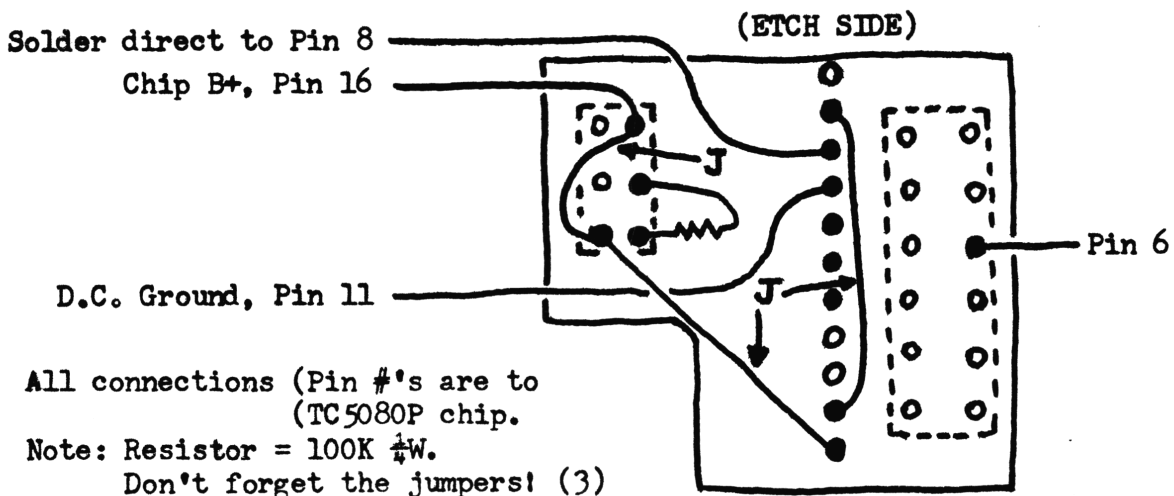 (ETCH SIDE)
Solder direct to Pin 8
Chip B+, Pin 16
J
Pin 6
D.C. Ground, Pin 11
J
All connections (Pin #'s are to
(TC5080P chip.
Note: Resistor = 100K ¼W.
Don't forget the jumpers! (3)